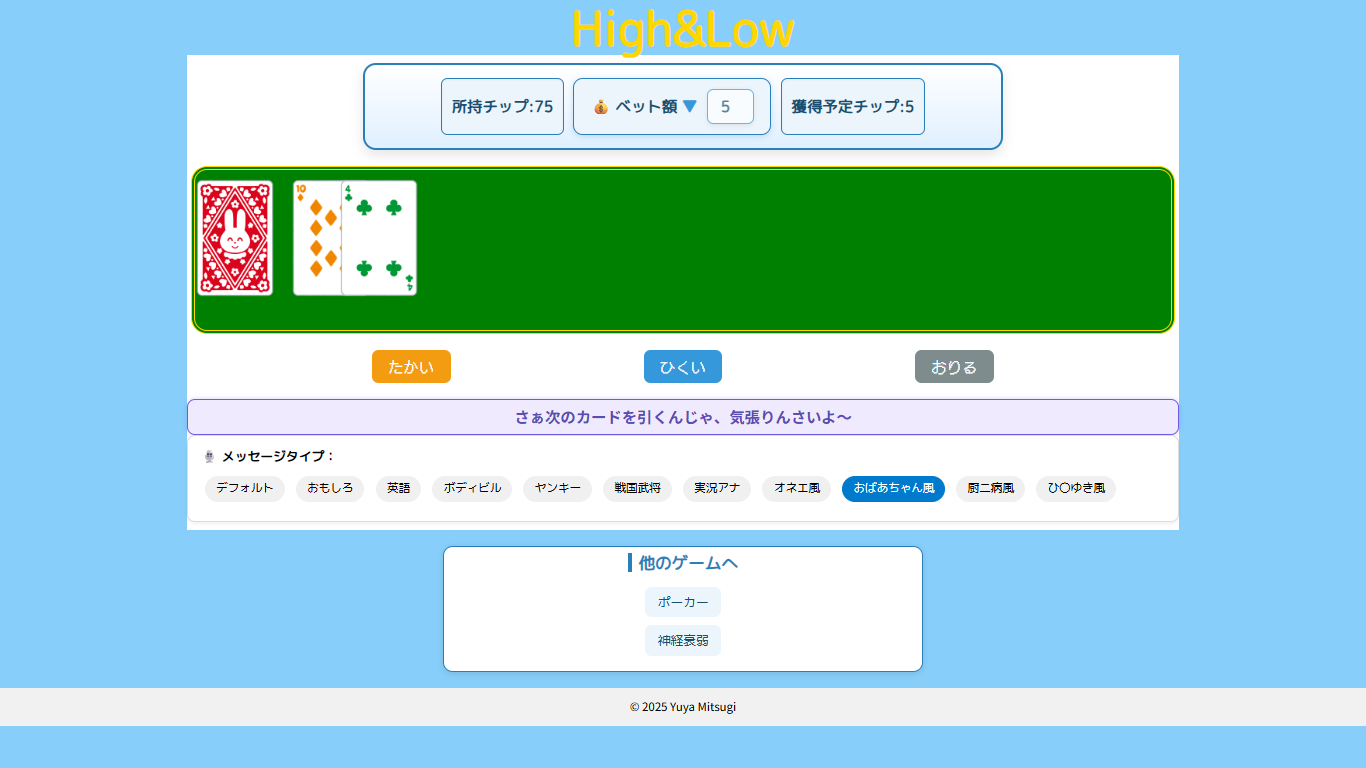 High&Low
所持チップ:75
💰 ベット額 ▼ 5
獲得予定チップ:5
10
4
4
たかい
ひくい
おりる
さぁ次のカードを引くんじゃ、気張りんさいよ～
メッセージタイプ：
デフォルト
おもしろ
英語
ボディビル
ヤンキー
戦国武将
実況アナ
オネエ風
おばあちゃん風
厨二病風
ひ〇ゆき風
他のゲームへ
ポーカー
神経衰弱
© 2025 Yuya Mitsugi